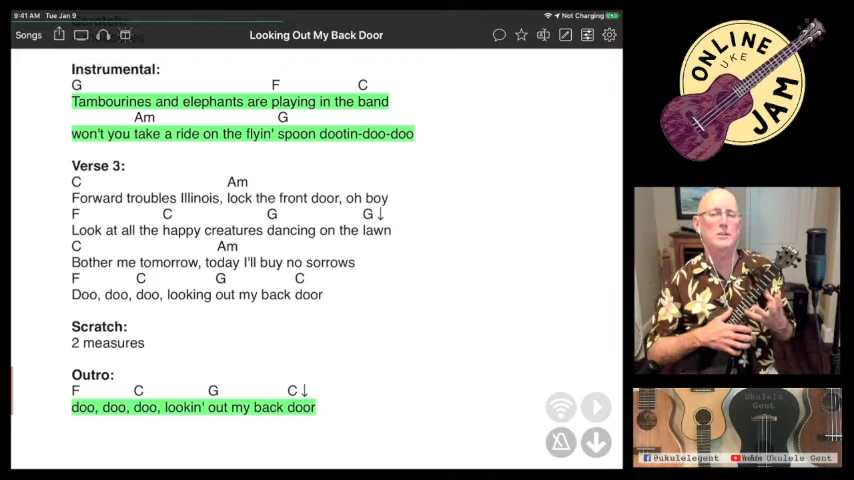 9:41 AM Tue Jan 9
Not Charging
Songs
Looking Out My Back Door
Instrumental:
G F C
Tambourines and elephants are playing in the band
Am G
won't you take a ride on the flyin' spoon dootin-doo-doo
Verse 3:
C Am
Forward troubles Illinois, lock the front door, oh boy
F C G G↓
Look at all the happy creatures dancing on the lawn
C Am
Bother me tomorrow, today I'll buy no sorrows
F C G C
Doo, doo, doo, looking out my back door
Scratch:
2 measures
Outro:
F C G C↓
doo, doo, doo, lookin' out my back door
ONLINE
UKE
JAM
Ukulele
Gent
@ukulelegent
YouTube Ukulele Gent